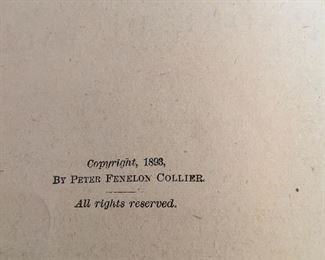 Copyright, 1893,
By Peter Fenelon Collier.
All rights reserved.